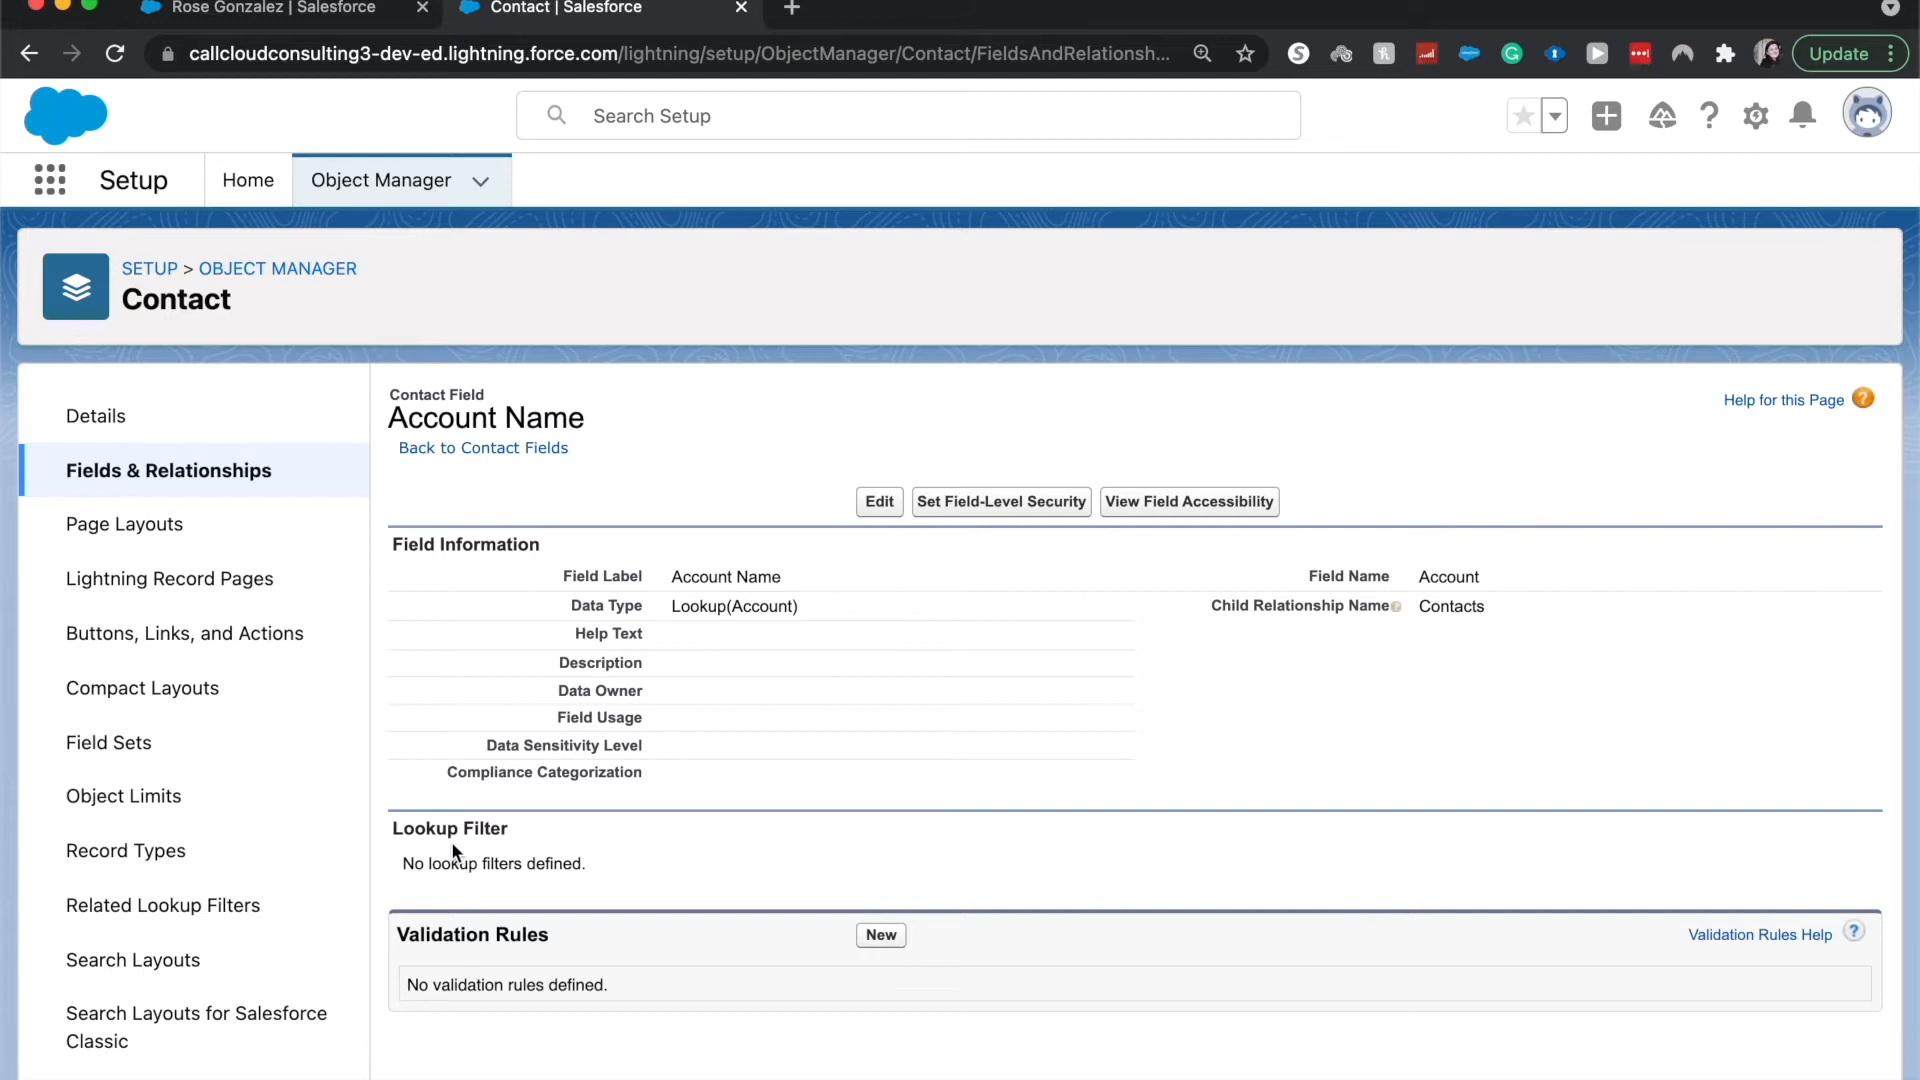 Rose Gonzalez | Salesforce
Contact | Salesforce
callcloudconsulting3-dev-ed.lightning.force.com/lightning/setup/ObjectManager/Contact/FieldsAndRelationsh...
Update
Search Setup
Setup
Home
Object Manager
SETUP > OBJECT MANAGER
Contact
Details
Fields & Relationships
Page Layouts
Lightning Record Pages
Buttons, Links, and Actions
Compact Layouts
Field Sets
Object Limits
Record Types
Related Lookup Filters
Search Layouts
Search Layouts for Salesforce
Classic
Contact Field
Account Name
Back to Contact Fields
Help for this Page ?
Edit
Set Field-Level Security
View Field Accessibility
Field Information
Field Label Account Name Field Name Account
Data Type Lookup(Account) Child Relationship Name Contacts
Help Text
Description
Data Owner
Field Usage
Data Sensitivity Level
Compliance Categorization
Lookup Filter
No lookup filters defined.
Validation Rules New Validation Rules Help ?
No validation rules defined.